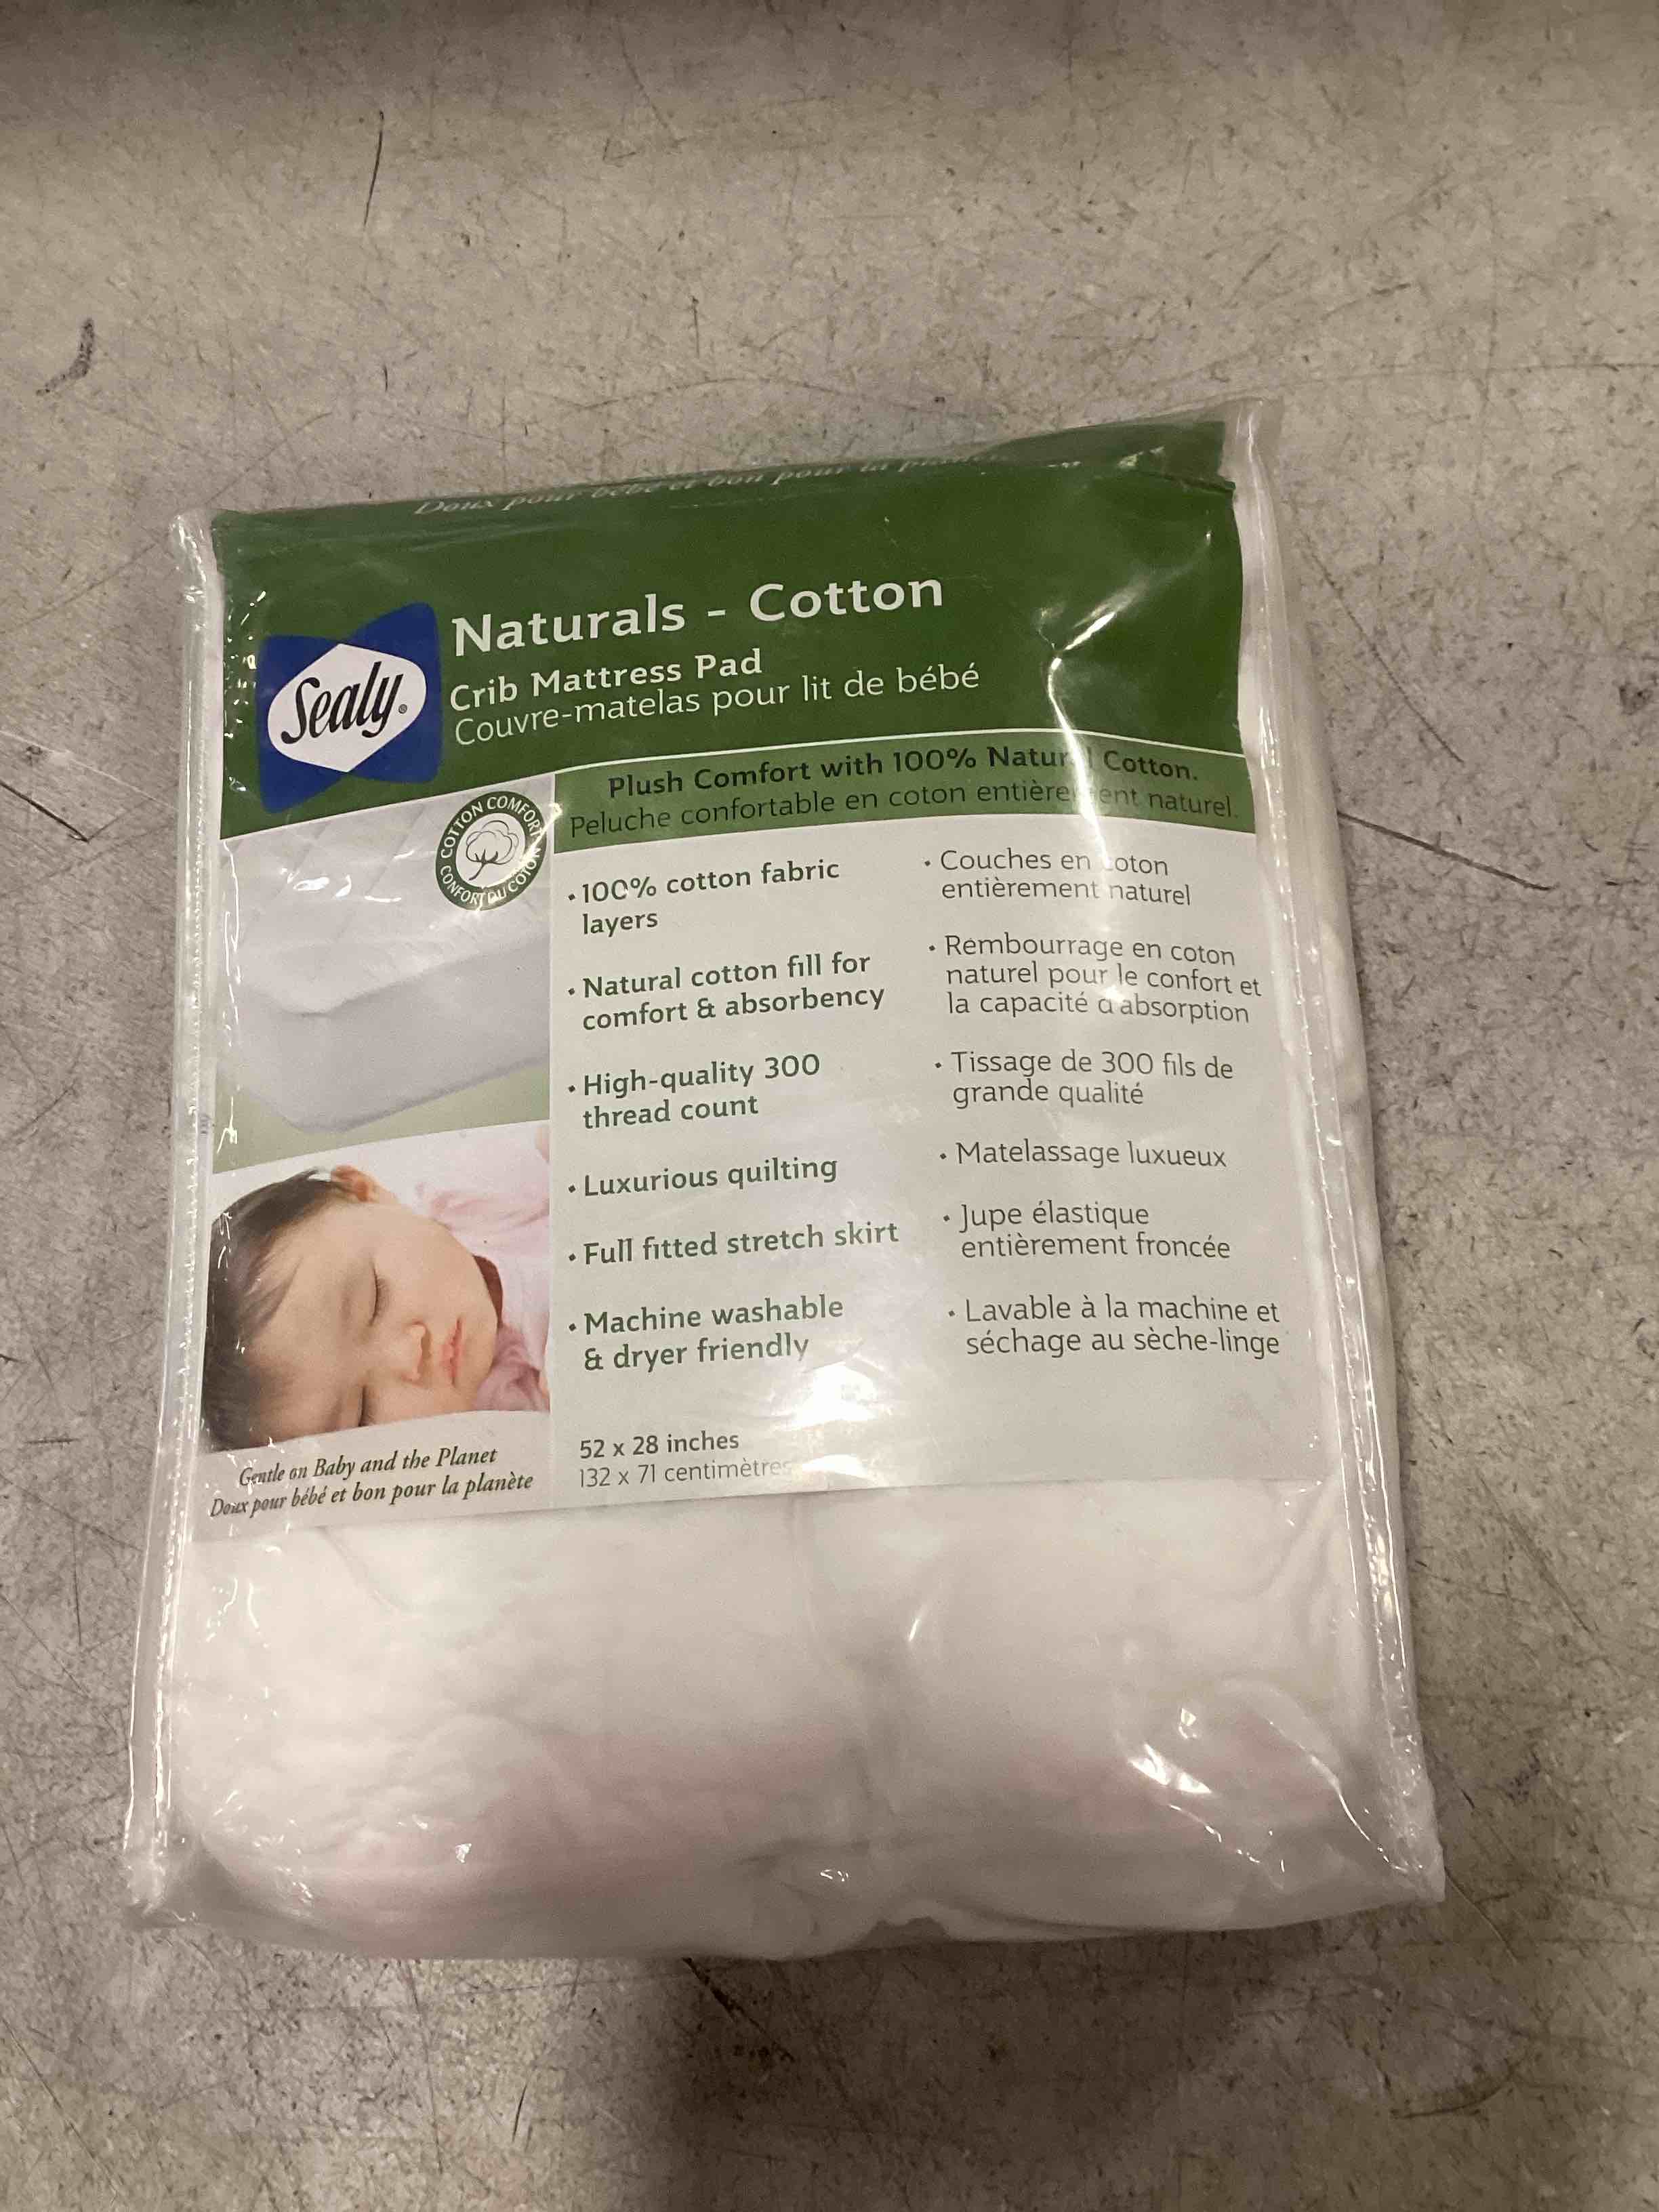 Doux pour bébé et bon pour la
Naturals - Cotton
Sealy®
Crib Mattress Pad
Couvre-matelas pour lit de bébé
Plush Comfort with 100% Natural Cotton.
Peluche confortable en coton entièrement naturel.
COTTON COMFORT
CONFORT DU COTON
• 100% cotton fabric
layers
• Natural cotton fill for
comfort & absorbency
• High-quality 300
thread count
• Luxurious quilting
• Full fitted stretch skirt
• Machine washable
& dryer friendly
• Couches en coton
entièrement naturel
• Rembourrage en coton
naturel pour le confort et
la capacité d'absorption
• Tissage de 300 fils de
grande qualité
• Matelassage luxueux
• Jupe élastique
entièrement froncée
• Lavable à la machine et
séchage au sèche-linge
Gentle on Baby and the Planet
Doux pour bébé et bon pour la planète
52 x 28 inches
132 x 71 centimètres